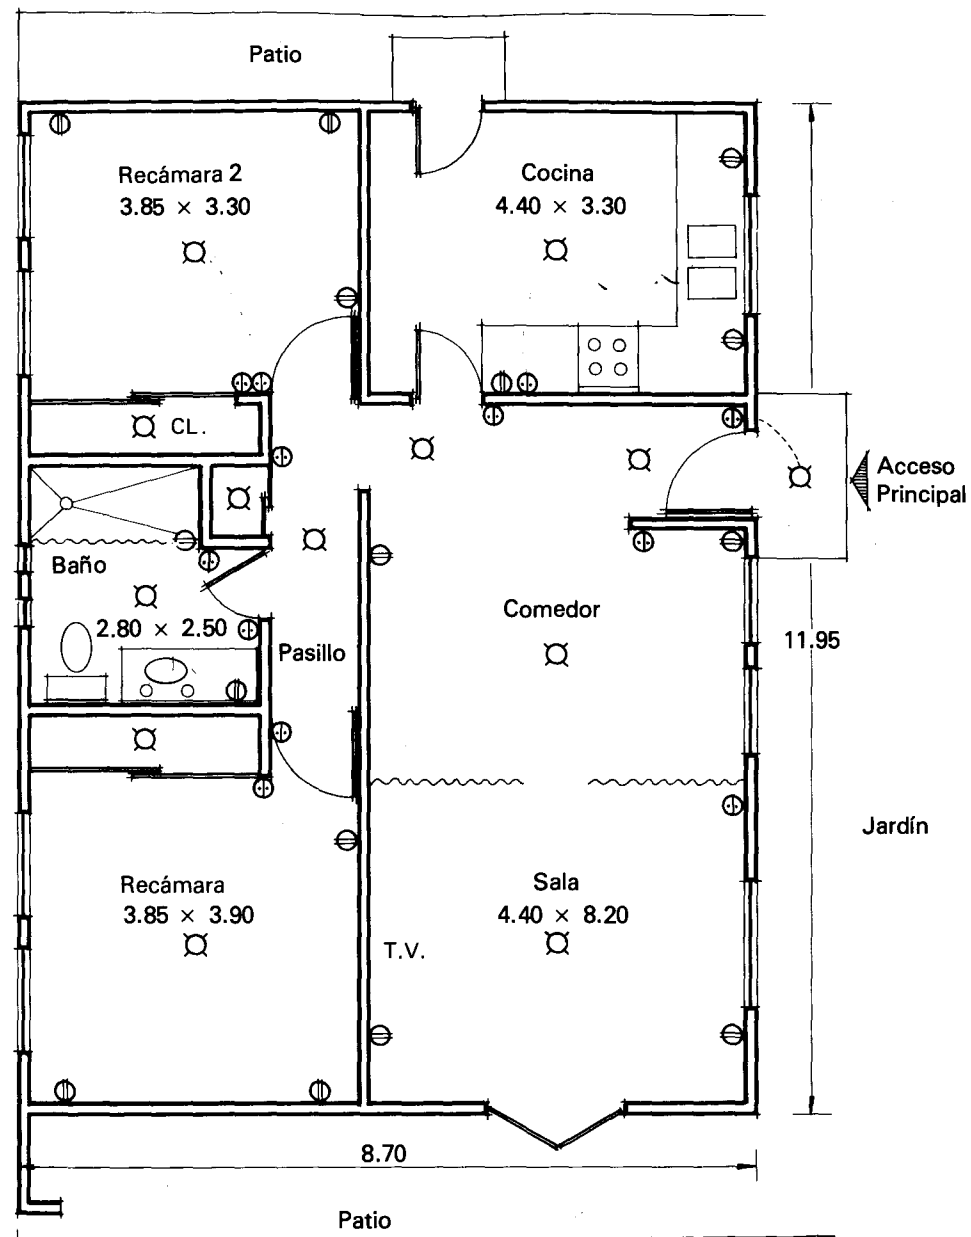 Patio
Recámara 2
3.85 × 3.30
Cocina
4.40 × 3.30
CL.
Acceso
Principal
Baño
2.80 × 2.50
Pasillo
Comedor
11.95
Jardín
Recámara
3.85 × 3.90
Sala
4.40 × 8.20
T.V.
8.70
Patio